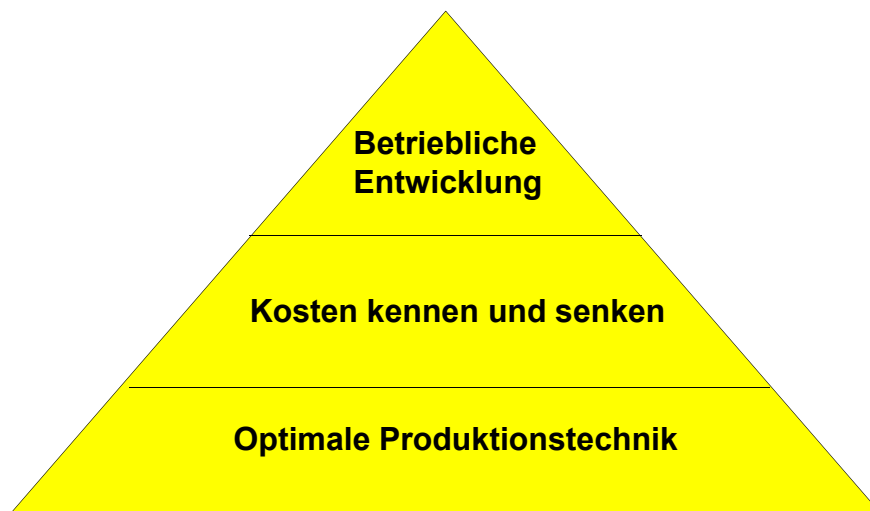 Betriebliche
Entwicklung
Kosten kennen und senken
Optimale Produktionstechnik